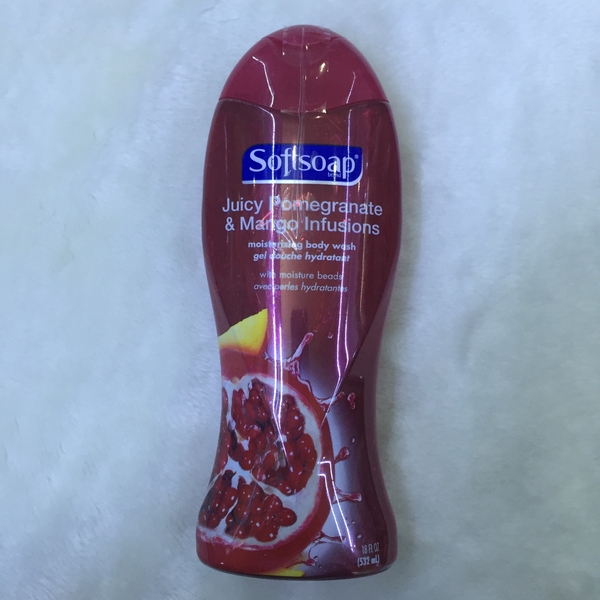 Softsoap®
brand
Juicy Pomegranate
& Mango Infusions
moisturizing body wash
gel douche hydratant
with moisture beads
avec perles hydratantes
18 FL OZ
(532 mL)